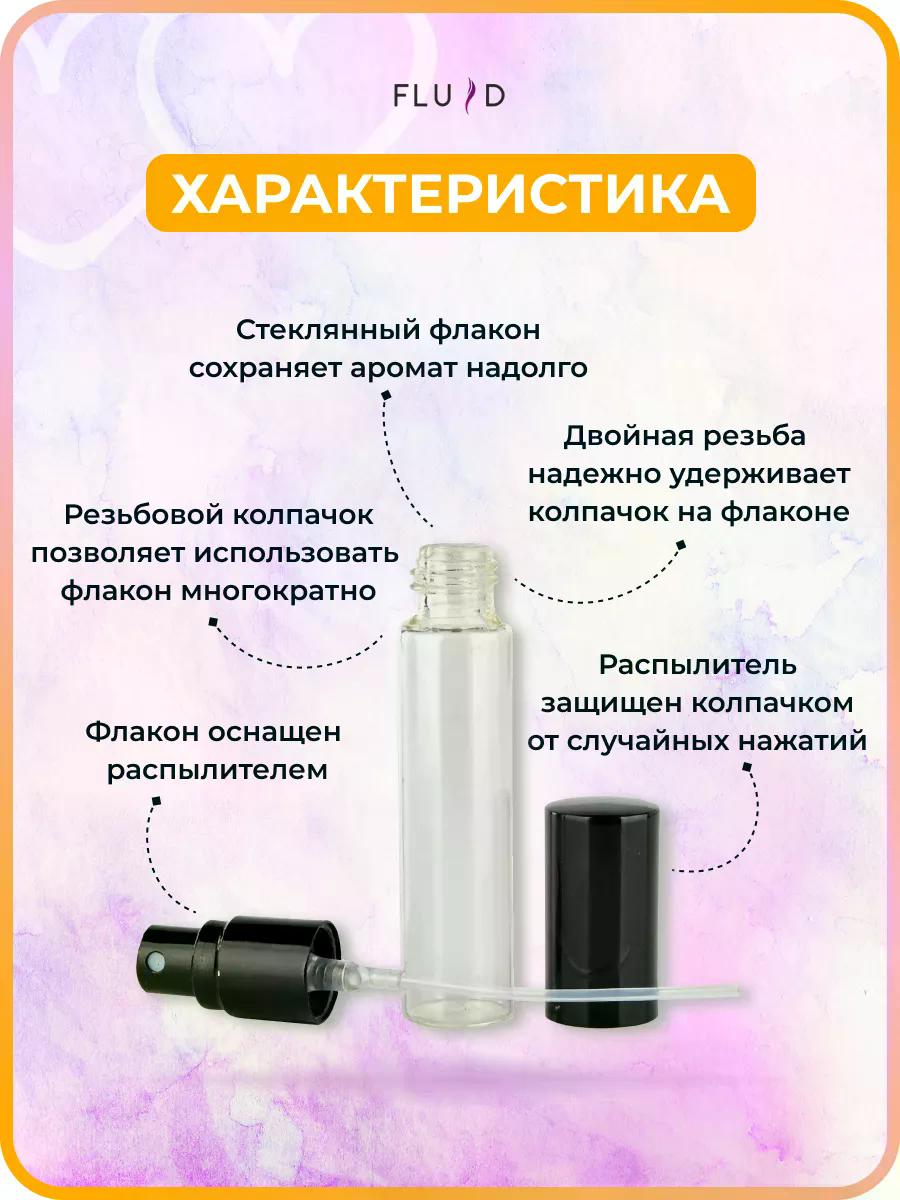 FLUID
ХАРАКТЕРИСТИКА
Стеклянный флакон
сохраняет аромат надолго
Двойная резьба
надежно удерживает
колпачок на флаконе
Резьбовой колпачок
позволяет использовать
флакон многократно
Распылитель
защищен колпачком
от случайных нажатий
Флакон оснащен
распылителем